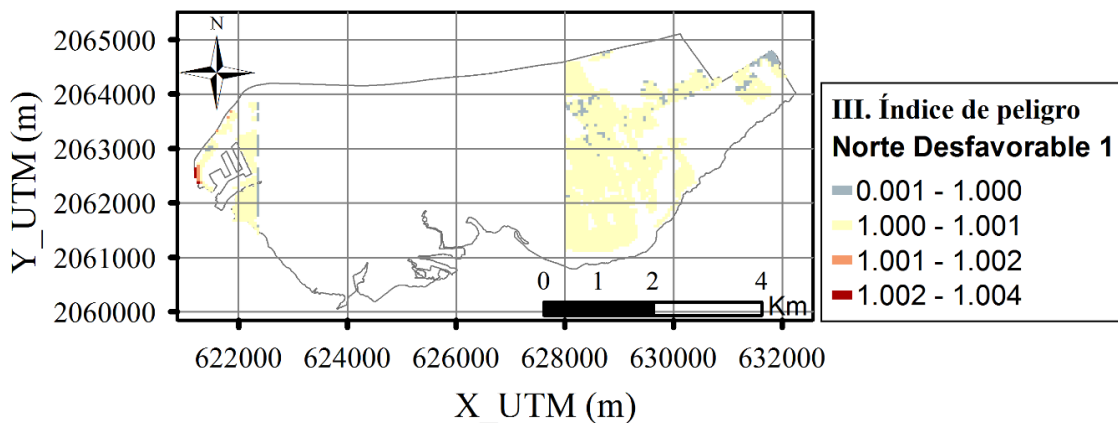 N
2065000
2064000
2063000
2062000
2061000
2060000
Y_UTM (m)
0 1 2 4
Km
622000 624000 626000 628000 630000 632000
X_UTM (m)
III. Índice de peligro
Norte Desfavorable 1
0.001 - 1.000
1.000 - 1.001
1.001 - 1.002
1.002 - 1.004